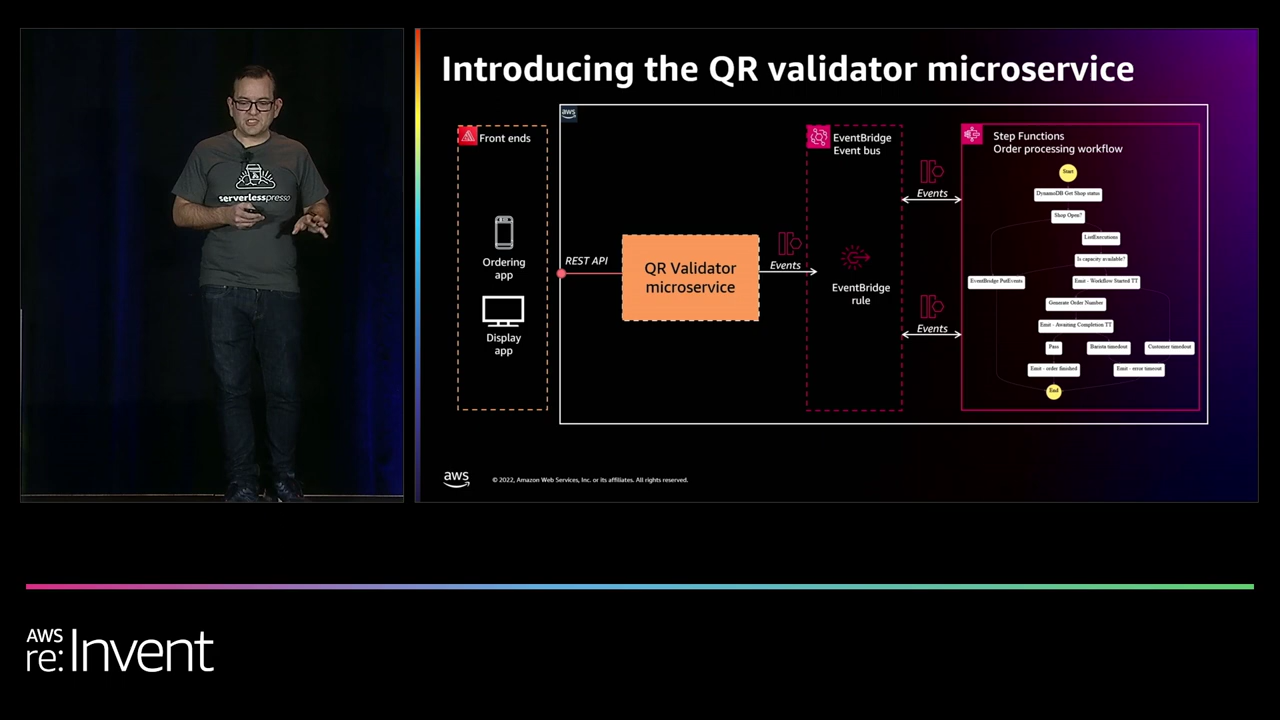 serverlesspresso
Introducing the QR validator microservice
aws
Front ends
Ordering
app
Display
app
REST API
QR Validator
microservice
Events
EventBridge
Event bus
EventBridge
rule
Events
Events
Step Functions
Order processing workflow
Start
DynamoDB Get Shop status
Shop Open?
ListExecutions
Is capacity available?
EventBridge PutEvents
Emit - Workflow Started TT
Generate Order Number
Emit - Awaiting Completion TT
Pass
Barista timedout
Customer timedout
Emit - order finished
Emit - error timeout
End
aws
© 2022, Amazon Web Services, Inc. or its affiliates. All rights reserved.
AWS
re:Invent